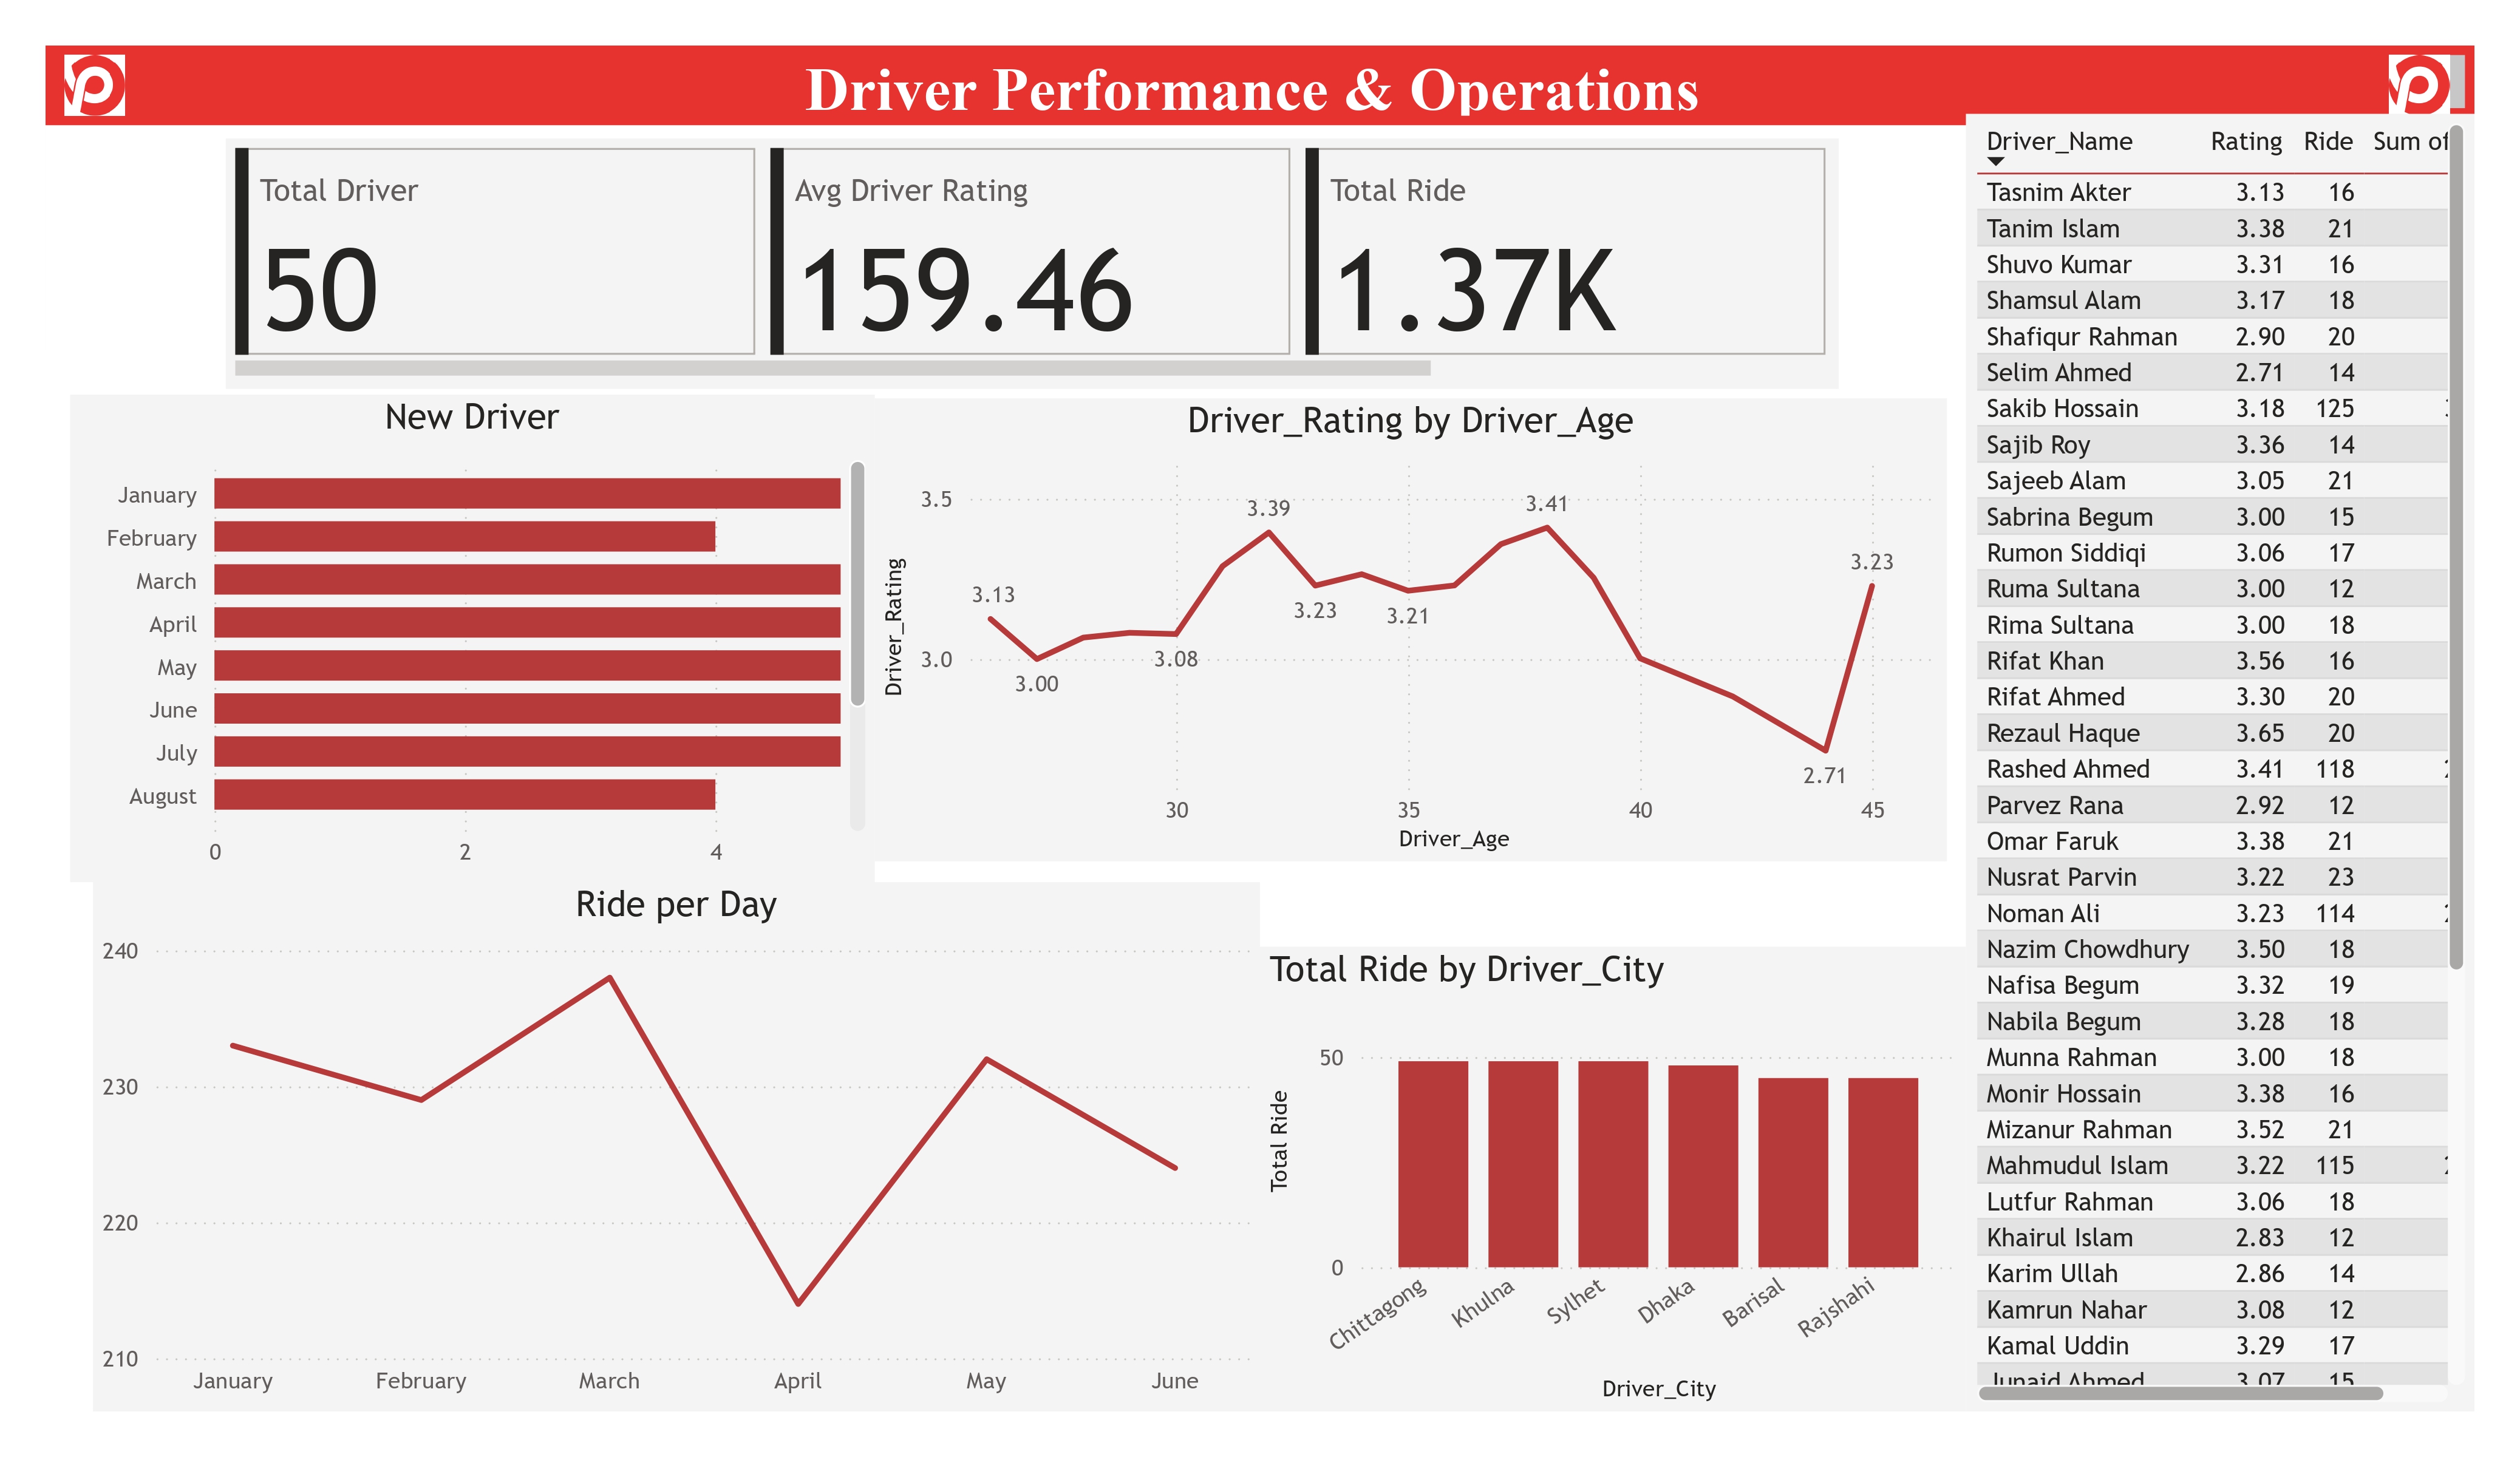 Driver Performance & Operations
Total Driver
50
Avg Driver Rating
159.46
Total Ride
1.37K
New Driver
January
February
March
April
May
June
July
August
0 2 4
Driver_Rating by Driver_Age
Driver_Rating
3.5
3.0
3.13
3.00
3.08
3.39
3.23
3.21
3.41
2.71
3.23
30 35 40 45
Driver_Age
Ride per Day
240
230
220
210
January February March April May June
Total Ride by Driver_City
Total Ride
50
0
Chittagong Khulna Sylhet Dhaka Barisal Rajshahi
Driver_City
Driver_Name Rating Ride Sum of
Tasnim Akter 3.13 16
Tanim Islam 3.38 21
Shuvo Kumar 3.31 16
Shamsul Alam 3.17 18
Shafiqur Rahman 2.90 20
Selim Ahmed 2.71 14
Sakib Hossain 3.18 125
Sajib Roy 3.36 14
Sajeeb Alam 3.05 21
Sabrina Begum 3.00 15
Rumon Siddiqi 3.06 17
Ruma Sultana 3.00 12
Rima Sultana 3.00 18
Rifat Khan 3.56 16
Rifat Ahmed 3.30 20
Rezaul Haque 3.65 20
Rashed Ahmed 3.41 118
Parvez Rana 2.92 12
Omar Faruk 3.38 21
Nusrat Parvin 3.22 23
Noman Ali 3.23 114
Nazim Chowdhury 3.50 18
Nafisa Begum 3.32 19
Nabila Begum 3.28 18
Munna Rahman 3.00 18
Monir Hossain 3.38 16
Mizanur Rahman 3.52 21
Mahmudul Islam 3.22 115
Lutfur Rahman 3.06 18
Khairul Islam 2.83 12
Karim Ullah 2.86 14
Kamrun Nahar 3.08 12
Kamal Uddin 3.29 17
Junaid Ahmed 3.07 15